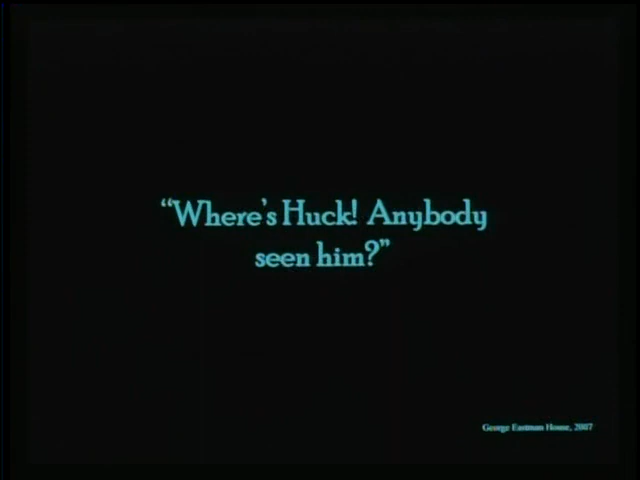 “Where's Huck! Anybody
seen him?”
George Eastman House, 2007